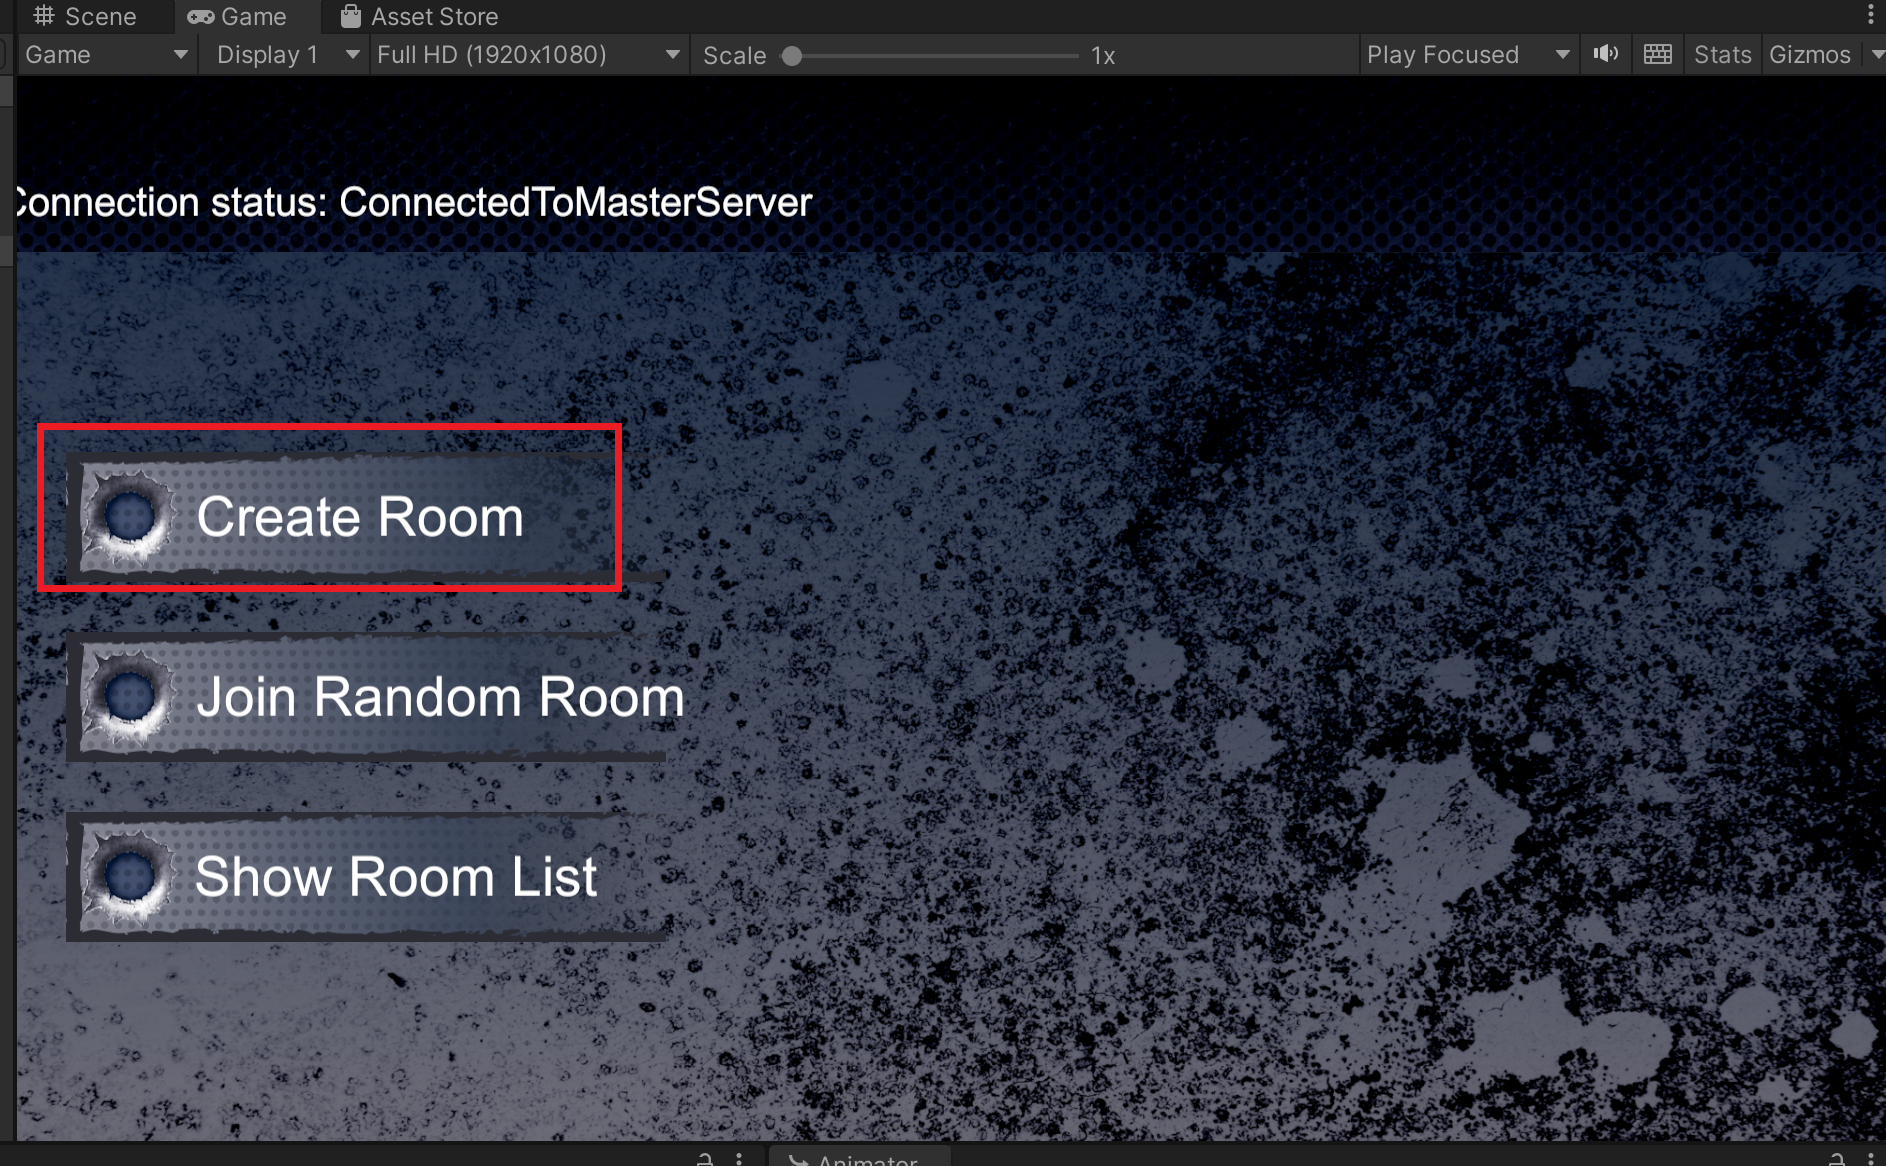 Scene Game Asset Store
Game Display 1 Full HD (1920x1080) Scale 1x Play Focused Stats Gizmos
Connection status: ConnectedToMasterServer
Create Room
Join Random Room
Show Room List
Animator